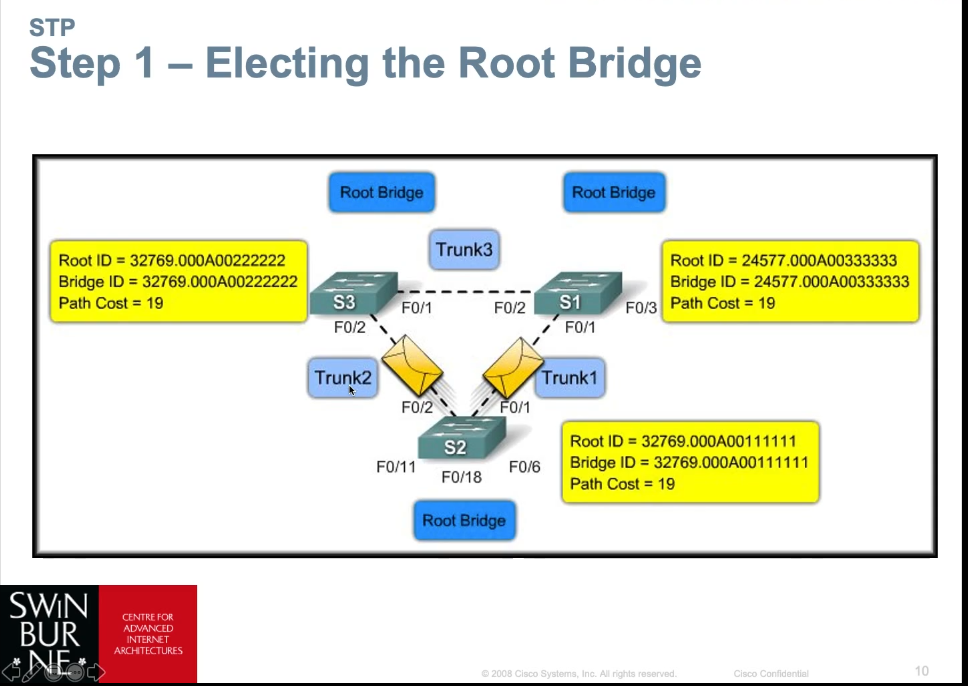 STP
Step 1 – Electing the Root Bridge
Root Bridge
Root Bridge
Trunk3
Root ID = 32769.000A00222222
Bridge ID = 32769.000A00222222
Path Cost = 19
Root ID = 24577.000A00333333
Bridge ID = 24577.000A00333333
Path Cost = 19
S3
F0/1
F0/2
S1
F0/3
F0/2
F0/1
Trunk2
Trunk1
F0/2
F0/1
S2
F0/11
F0/18
F0/6
Root ID = 32769.000A00111111
Bridge ID = 32769.000A00111111
Path Cost = 19
Root Bridge
SWIN
BUR
*NE*
CENTRE FOR
ADVANCED
INTERNET
ARCHITECTURES
© 2008 Cisco Systems, Inc. All rights reserved.
Cisco Confidential
10